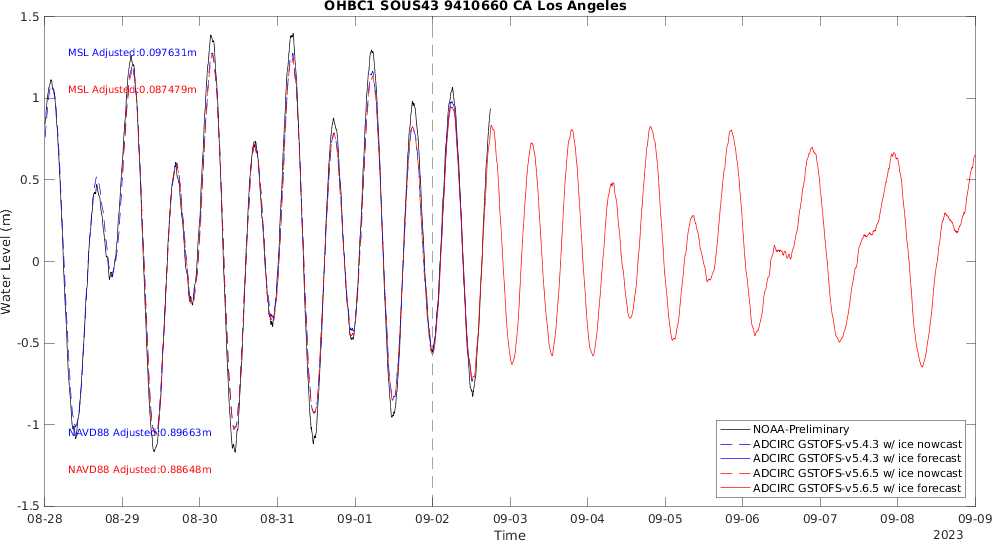 OHBC1 SOUS43 9410660 CA Los Angeles
1.5
MSL Adjusted:0.097631m
MSL Adjusted:0.087479m
1
0.5
Water Level (m)
0
-0.5
-1
NAVD88 Adjusted:0.89663m
NAVD88 Adjusted:0.88648m
NOAA-Preliminary
ADCIRC GSTOFS-v5.4.3 w/ ice nowcast
ADCIRC GSTOFS-v5.4.3 w/ ice forecast
ADCIRC GSTOFS-v5.6.5 w/ ice nowcast
ADCIRC GSTOFS-v5.6.5 w/ ice forecast
-1.5
08-28 08-29 08-30 08-31 09-01 09-02 09-03 09-04 09-05 09-06 09-07 09-08 09-09
Time
2023